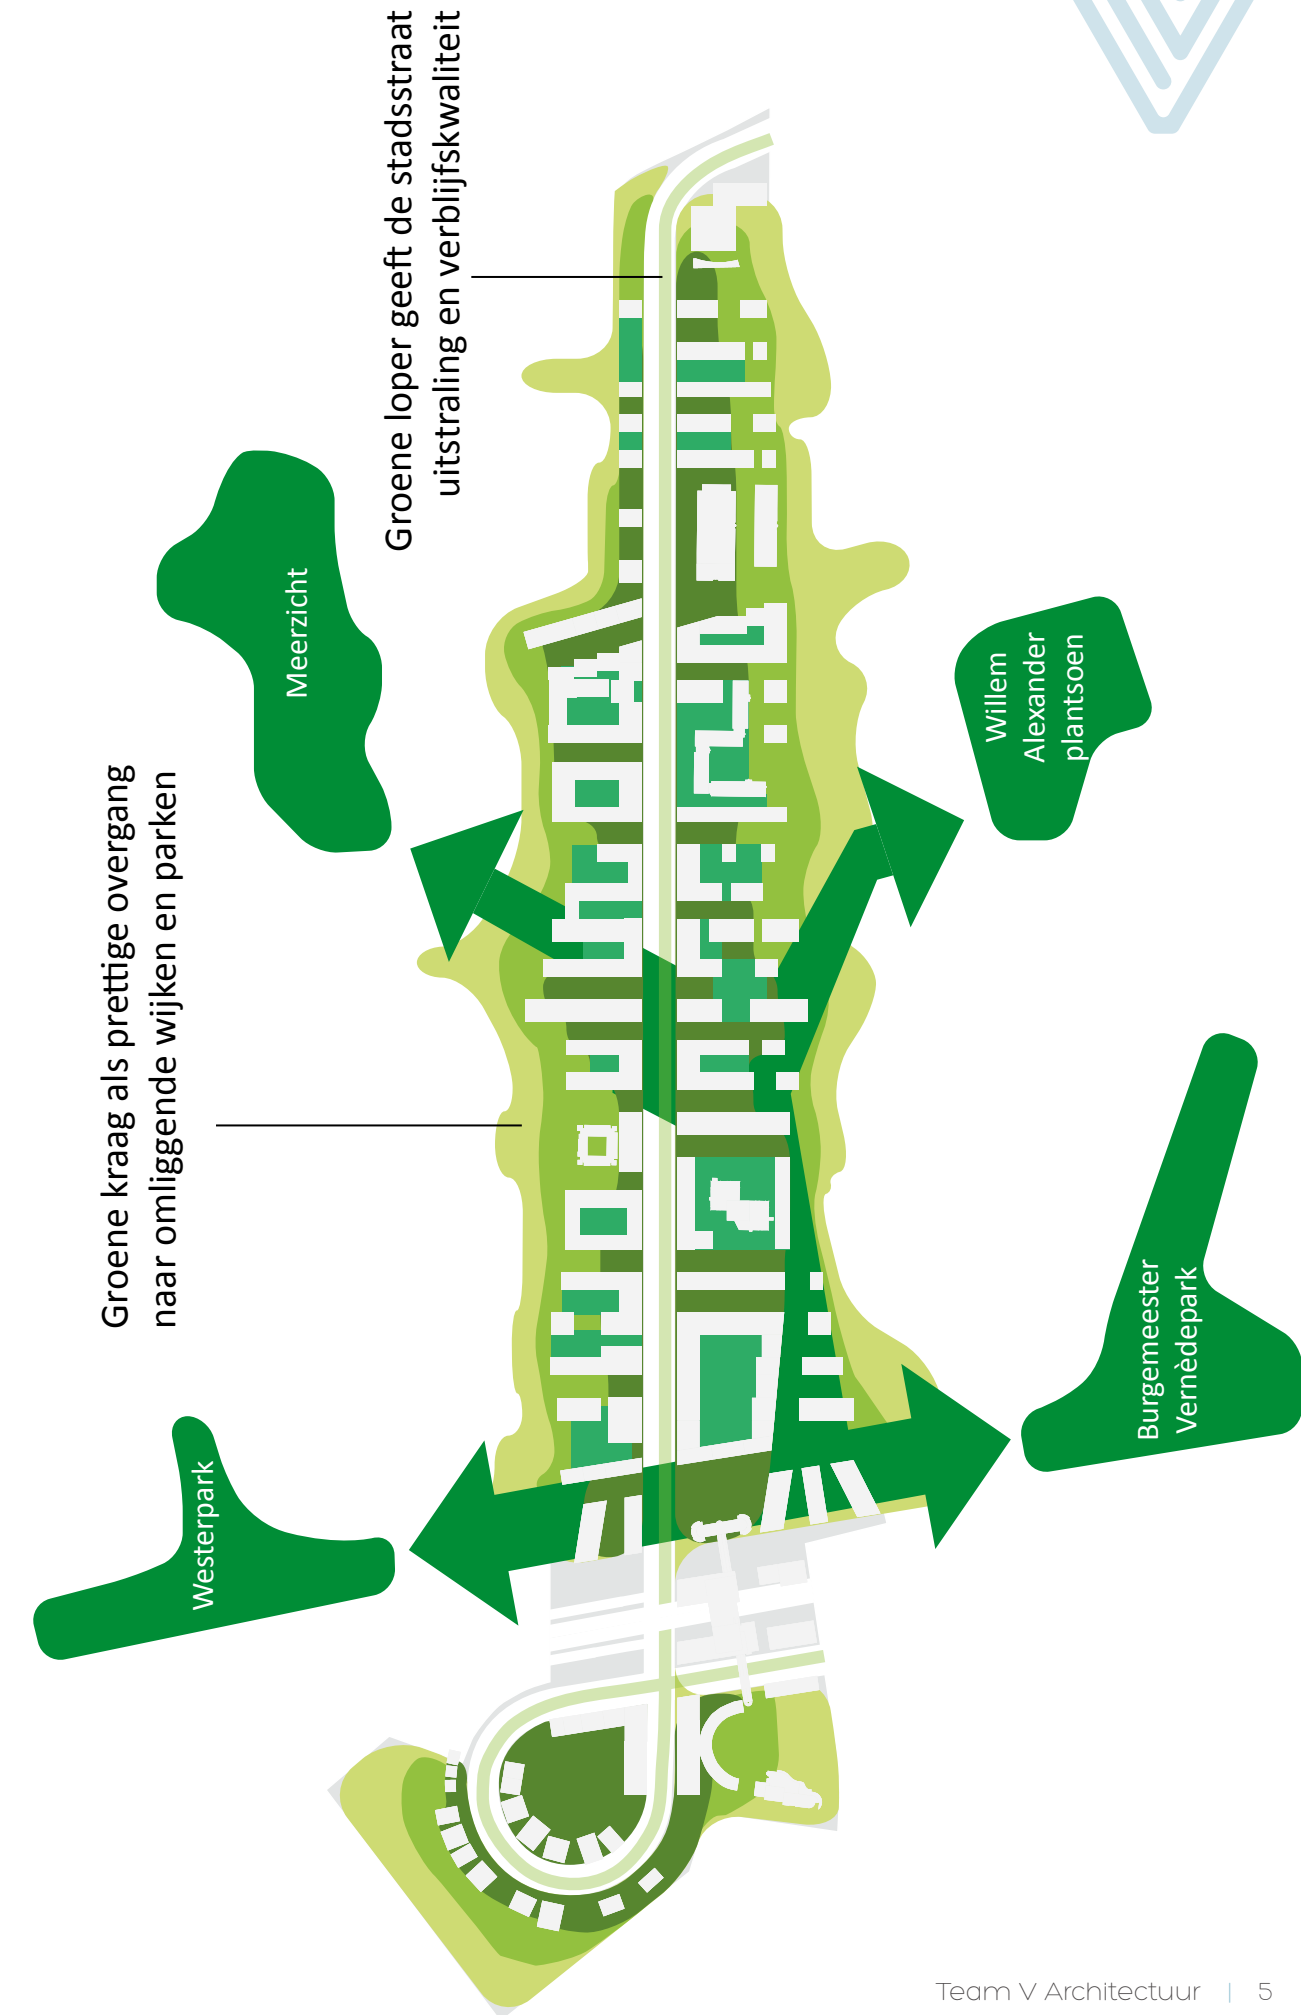 Groene loper geeft de stadsstraat
uitstraling en verblijfskwaliteit
Meerzicht
Willem
Alexander
plantsoen
Groene kraag als prettige overgang
naar omliggende wijken en parken
Burgemeester
Vernèdepark
Westerpark
Team V Architectuur | 5